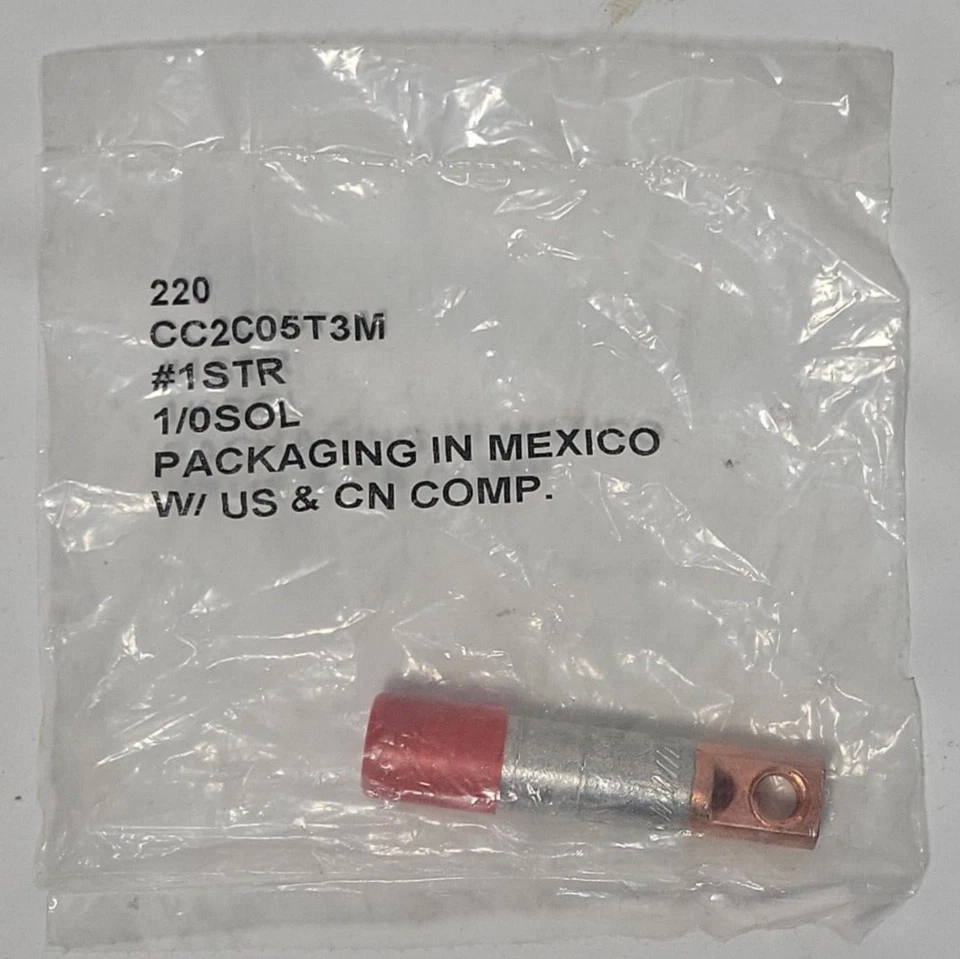 220
CC2C05T3M
#1STR
1/0SOL
PACKAGING IN MEXICO
W/ US & CN COMP.